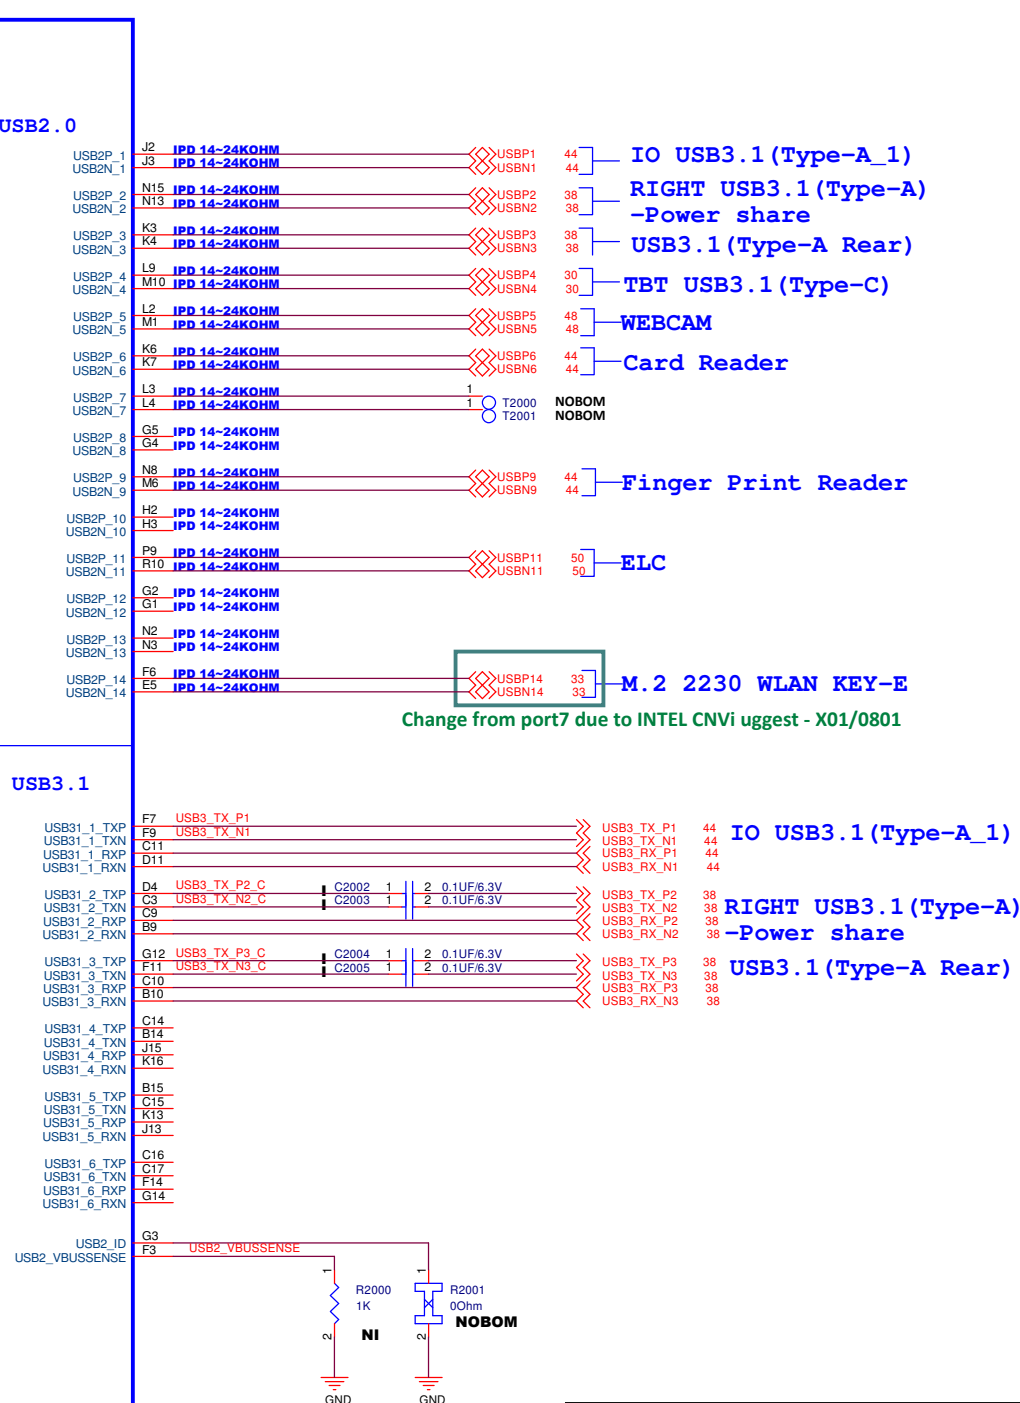 USB2.0
USB2P_1 J2 IPD 14~24KOHM USBP1 44
USB2N_1 J3 IPD 14~24KOHM USBN1 44
IO USB3.1(Type-A_1)
USB2P_2 N15 IPD 14~24KOHM USBP2 38
USB2N_2 N13 IPD 14~24KOHM USBN2 38
RIGHT USB3.1(Type-A)
-Power share
USB2P_3 K3 IPD 14~24KOHM USBP3 38
USB2N_3 K4 IPD 14~24KOHM USBN3 38
USB3.1(Type-A Rear)
USB2P_4 L9 IPD 14~24KOHM USBP4 30
USB2N_4 M10 IPD 14~24KOHM USBN4 30
TBT USB3.1(Type-C)
USB2P_5 L2 IPD 14~24KOHM USBP5 48
USB2N_5 M1 IPD 14~24KOHM USBN5 48
WEBCAM
USB2P_6 K6 IPD 14~24KOHM USBP6 44
USB2N_6 K7 IPD 14~24KOHM USBN6 44
Card Reader
USB2P_7 L3 IPD 14~24KOHM 1 T2000 NOBOM
USB2N_7 L4 IPD 14~24KOHM 1 T2001 NOBOM
USB2P_8 G5 IPD 14~24KOHM
USB2N_8 G4 IPD 14~24KOHM
USB2P_9 N8 IPD 14~24KOHM USBP9 44
USB2N_9 M6 IPD 14~24KOHM USBN9 44
Finger Print Reader
USB2P_10 H2 IPD 14~24KOHM
USB2N_10 H3 IPD 14~24KOHM
USB2P_11 P9 IPD 14~24KOHM USBP11 50
USB2N_11 R10 IPD 14~24KOHM USBN11 50
ELC
USB2P_12 G2 IPD 14~24KOHM
USB2N_12 G1 IPD 14~24KOHM
USB2P_13 N2 IPD 14~24KOHM
USB2N_13 N3 IPD 14~24KOHM
USB2P_14 F6 IPD 14~24KOHM USBP14 33
USB2N_14 E5 IPD 14~24KOHM USBN14 33
M.2 2230 WLAN KEY-E
Change from port7 due to INTEL CNVi uggest - X01/0801
USB3.1
USB31_1_TXP F7 USB3_TX_P1 USB3_TX_P1 44
USB31_1_TXN F9 USB3_TX_N1 USB3_TX_N1 44
USB31_1_RXP C11 USB3_RX_P1 44
USB31_1_RXN D11 USB3_RX_N1 44
IO USB3.1(Type-A_1)
USB31_2_TXP D4 USB3_TX_P2_C C2002 1 2 0.1UF/6.3V USB3_TX_P2 38
USB31_2_TXN C3 USB3_TX_N2_C C2003 1 2 0.1UF/6.3V USB3_TX_N2 38
USB31_2_RXP C9 USB3_RX_P2 38
USB31_2_RXN B9 USB3_RX_N2 38
RIGHT USB3.1(Type-A)
-Power share
USB31_3_TXP G12 USB3_TX_P3_C C2004 1 2 0.1UF/6.3V USB3_TX_P3 38
USB31_3_TXN F11 USB3_TX_N3_C C2005 1 2 0.1UF/6.3V USB3_TX_N3 38
USB31_3_RXP C10 USB3_RX_P3 38
USB31_3_RXN B10 USB3_RX_N3 38
USB3.1(Type-A Rear)
USB31_4_TXP C14
USB31_4_TXN B14
USB31_4_RXP J15
USB31_4_RXN K16
USB31_5_TXP B15
USB31_5_TXN C15
USB31_5_RXP K13
USB31_5_RXN J13
USB31_6_TXP C16
USB31_6_TXN C17
USB31_6_RXP F14
USB31_6_RXN G14
USB2_ID G3
USB2_VBUSSENSE F3 USB2_VBUSSENSE
1 1
R2000 R2001
1K 0Ohm
NI NOBOM
2 2
GND GND